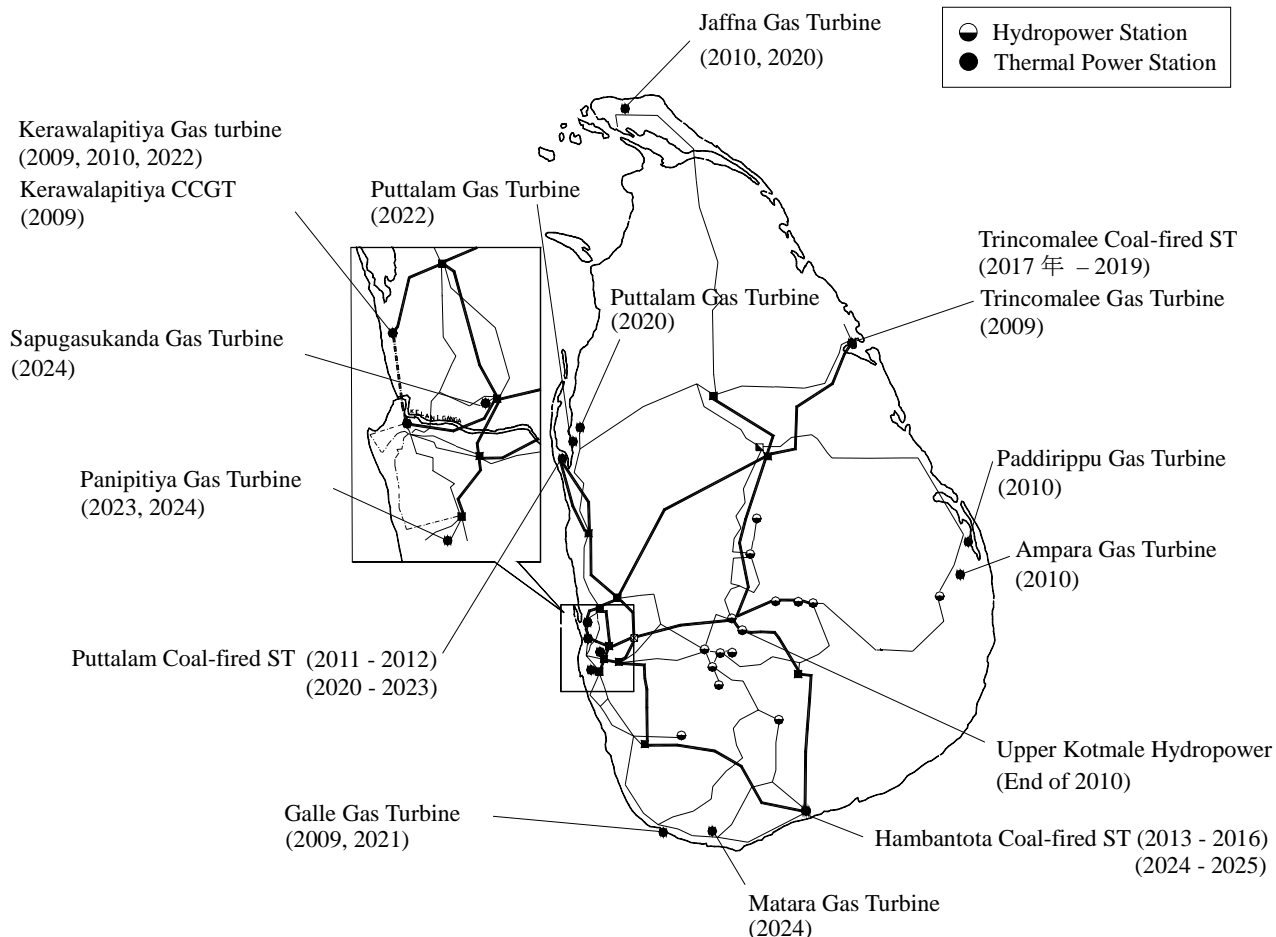 Jaffna Gas Turbine
(2010, 2020)
Hydropower Station
Thermal Power Station
Kerawalapitiya Gas turbine
(2009, 2010, 2022)
Kerawalapitiya CCGT
(2009)
Puttalam Gas Turbine
(2022)
Trincomalee Coal-fired ST
(2017 年 – 2019)
Trincomalee Gas Turbine
(2009)
Puttalam Gas Turbine
(2020)
Sapugasukanda Gas Turbine
(2024)
KELANI GANGA
Panipitiya Gas Turbine
(2023, 2024)
Paddirippu Gas Turbine
(2010)
Ampara Gas Turbine
(2010)
Puttalam Coal-fired ST (2011 - 2012)
(2020 - 2023)
Upper Kotmale Hydropower
(End of 2010)
Galle Gas Turbine
(2009, 2021)
Hambantota Coal-fired ST (2013 - 2016)
(2024 - 2025)
Matara Gas Turbine
(2024)